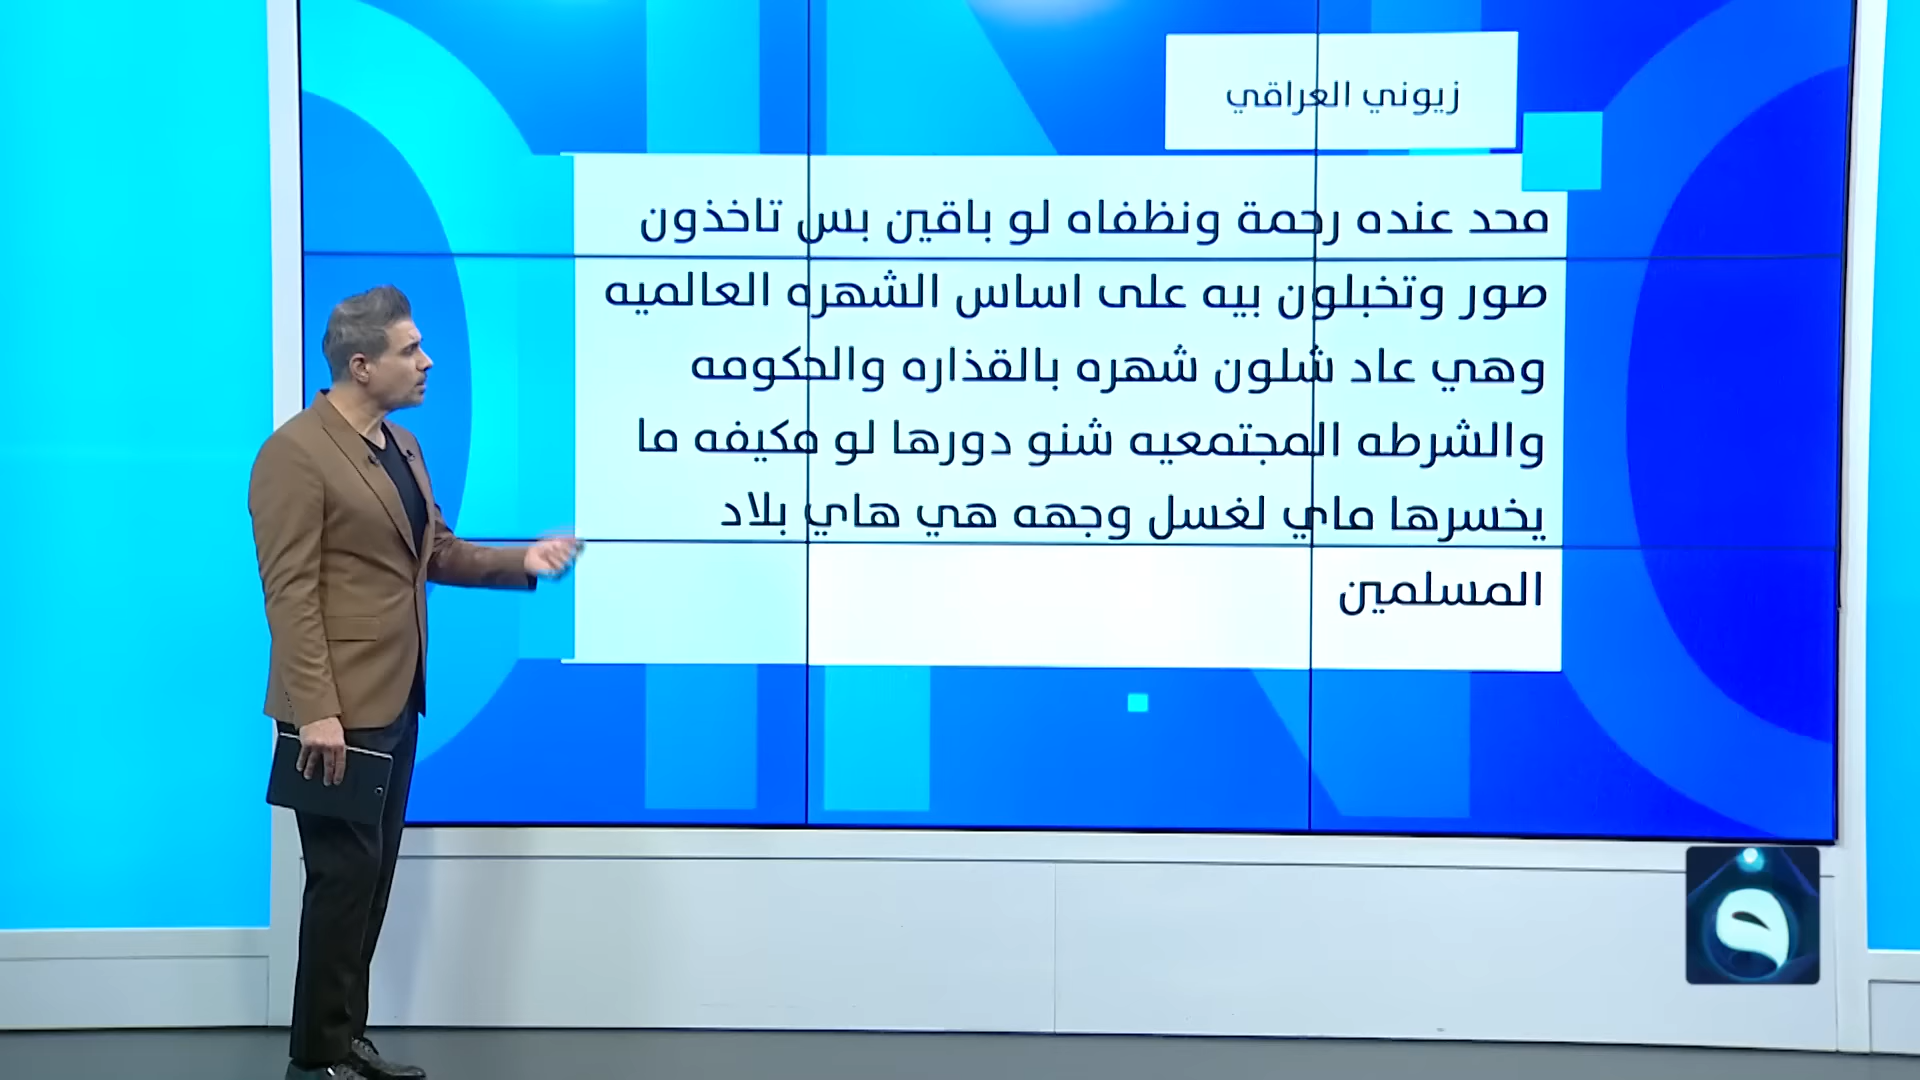 زيوني العراقي
محد عنده رحمة ونظفاه لو باقين بس تاخذون
صور وتخبلون بيه على اساس الشهره العالميه
وهي عاد شلون شهره بالقذاره والحكومه
والشرطه المجتمعيه شنو دورها لو مكيفه ما
يخسرها ماي لغسل وجهه هي هاي بلاد
المسلمين